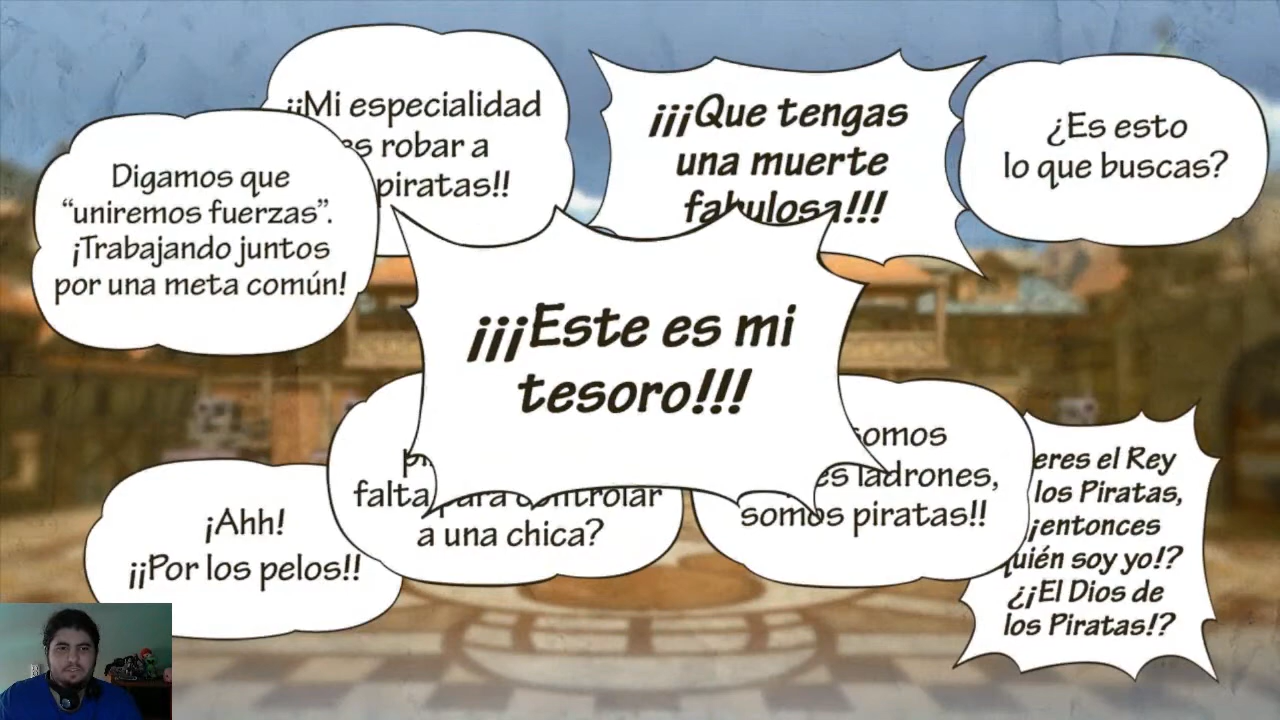 ¡¡Mi especialidad
es robar a
piratas!!
¡¡¡Que tengas
una muerte
fabulosa!!!
¿Es esto
lo que buscas?
Digamos que
“uniremos fuerzas”.
¡Trabajando juntos
por una meta común!
¡¡¡Este es mi
tesoro!!!
falta para controlar
a una chica?
somos
ladrones,
somos piratas!!
eres el Rey
los Piratas,
¡entonces
quién soy yo!?
¿¡El Dios de
los Piratas!?
¡Ahh!
¡¡Por los pelos!!